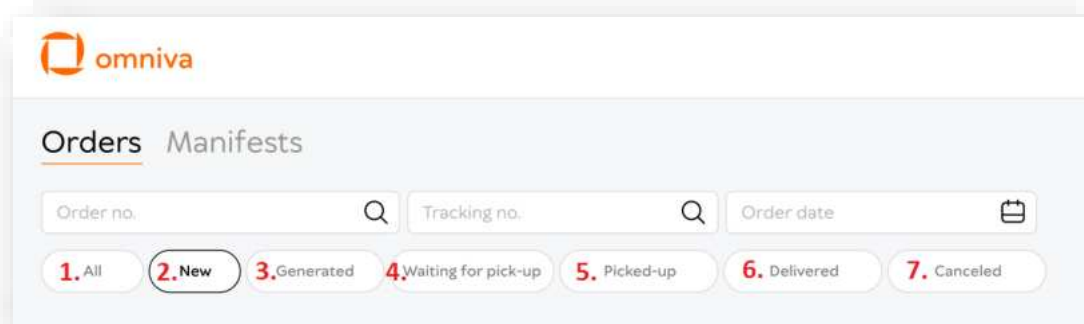 omniva
Orders Manifests
Order no. Tracking no. Order date
1. All 2. New 3. Generated 4. Waiting for pick-up 5. Picked-up 6. Delivered 7. Canceled